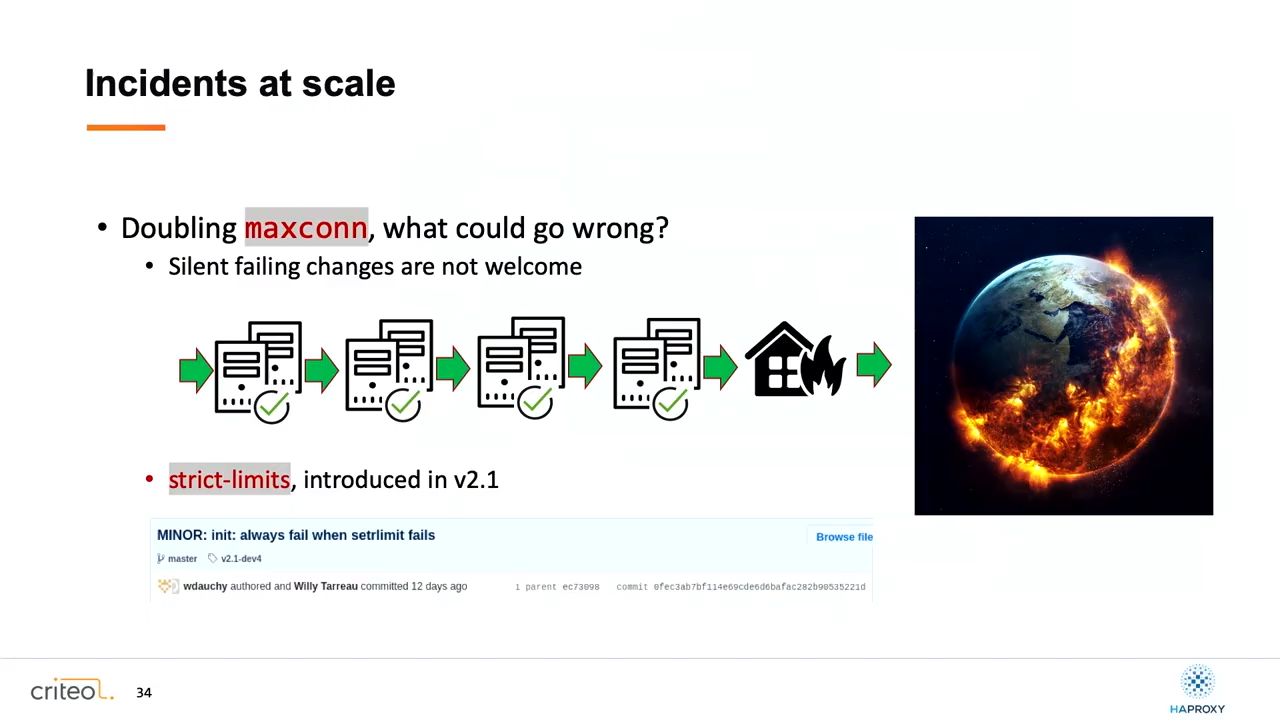 Incidents at scale
• Doubling maxconn, what could go wrong?
• Silent failing changes are not welcome
• strict-limits, introduced in v2.1
MINOR: init: always fail when setrlimit fails
Browse file
master v2.1-dev4
wdauchy authored and Willy Tarreau committed 12 days ago
1 parent ec73098 commit 0fec3ab7bf114e69cde6d6bafac282b90535221d
criteo
34
HAPROXY